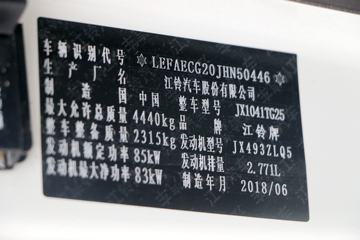 车辆识别代号 ✡LEFAECG20JHN50446✡
生产厂名 江铃汽车股份有限公司
制造国 中国 整车型号 JX1041TG25
最大允许总质量 4440kg 品牌 江铃牌
整车整备质量 2315kg 发动机型号 JX493ZLQ5
发动机额定功率 85kW 发动机排量 2.771L
发动机最大净功率 83kW 制造年月 2018/06